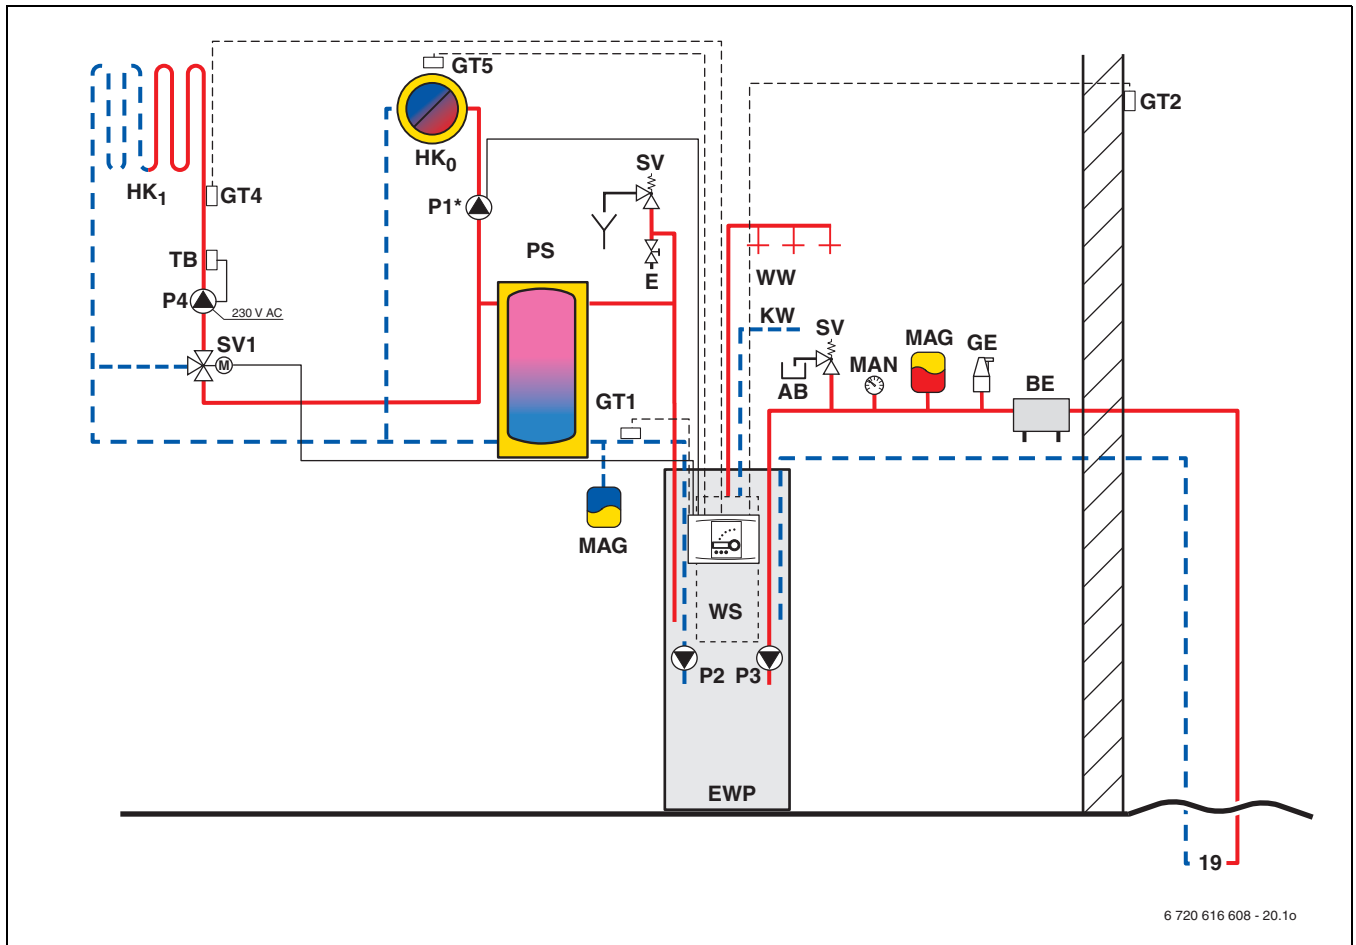 GT5
GT2
HK0
SV
HK1
GT4
P1*
PS
TB
E
WW
P4
230 V AC
KW
SV
SV1
M
MAG
GE
MAN
BE
AB
GT1
MAG
WS
P2
P3
EWP
19
6 720 616 608 - 20.1o